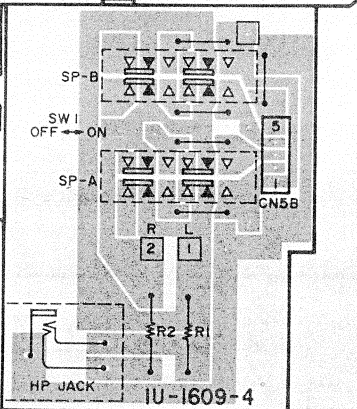 SP-B
SW1
OFF ↔ ON
5
SP-A
1
CN5B
R L
2 1
R2 R1
HP JACK
1U-1609-4